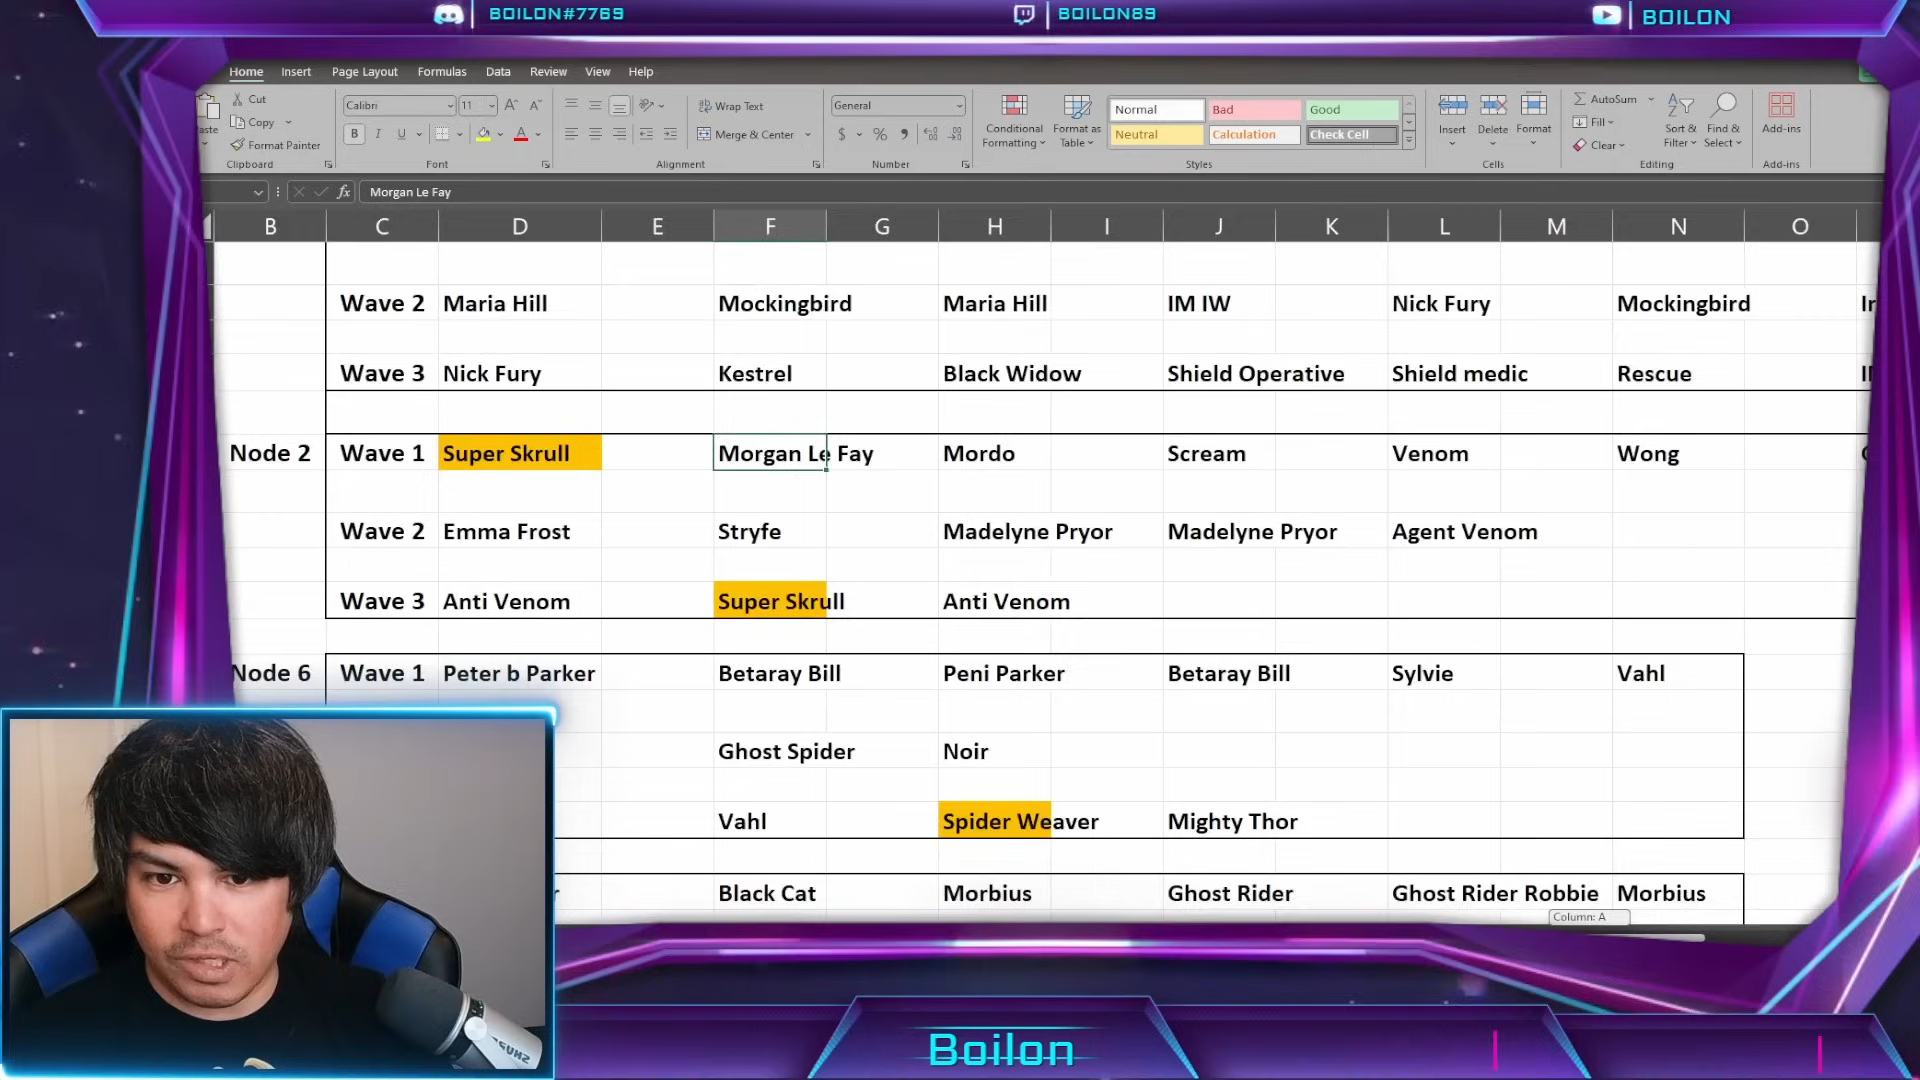 BOILON#7769 BOILON89 BOILON
Home Insert Page Layout Formulas Data Review View Help
Cut Calibri 11 Wrap Text General Normal Bad Good AutoSum
Copy
Format Painter Merge & Center Conditional Formatting Format as Table Neutral Calculation Check Cell Insert Delete Format Fill Clear Sort & Filter Find & Select Add-ins
Clipboard Font Alignment Number Styles Cells Editing Add-ins
fx Morgan Le Fay
B C D E F G H I J K L M N O
Wave 2 Maria Hill Mockingbird Maria Hill IM IW Nick Fury Mockingbird
Wave 3 Nick Fury Kestrel Black Widow Shield Operative Shield medic Rescue
Node 2 Wave 1 Super Skrull Morgan Le Fay Mordo Scream Venom Wong
Wave 2 Emma Frost Stryfe Madelyne Pryor Madelyne Pryor Agent Venom
Wave 3 Anti Venom Super Skrull Anti Venom
Node 6 Wave 1 Peter b Parker Betaray Bill Peni Parker Betaray Bill Sylvie Vahl
Ghost Spider Noir
Vahl Spider Weaver Mighty Thor
Black Cat Morbius Ghost Rider Ghost Rider Robbie Morbius
Column: A
Boilon